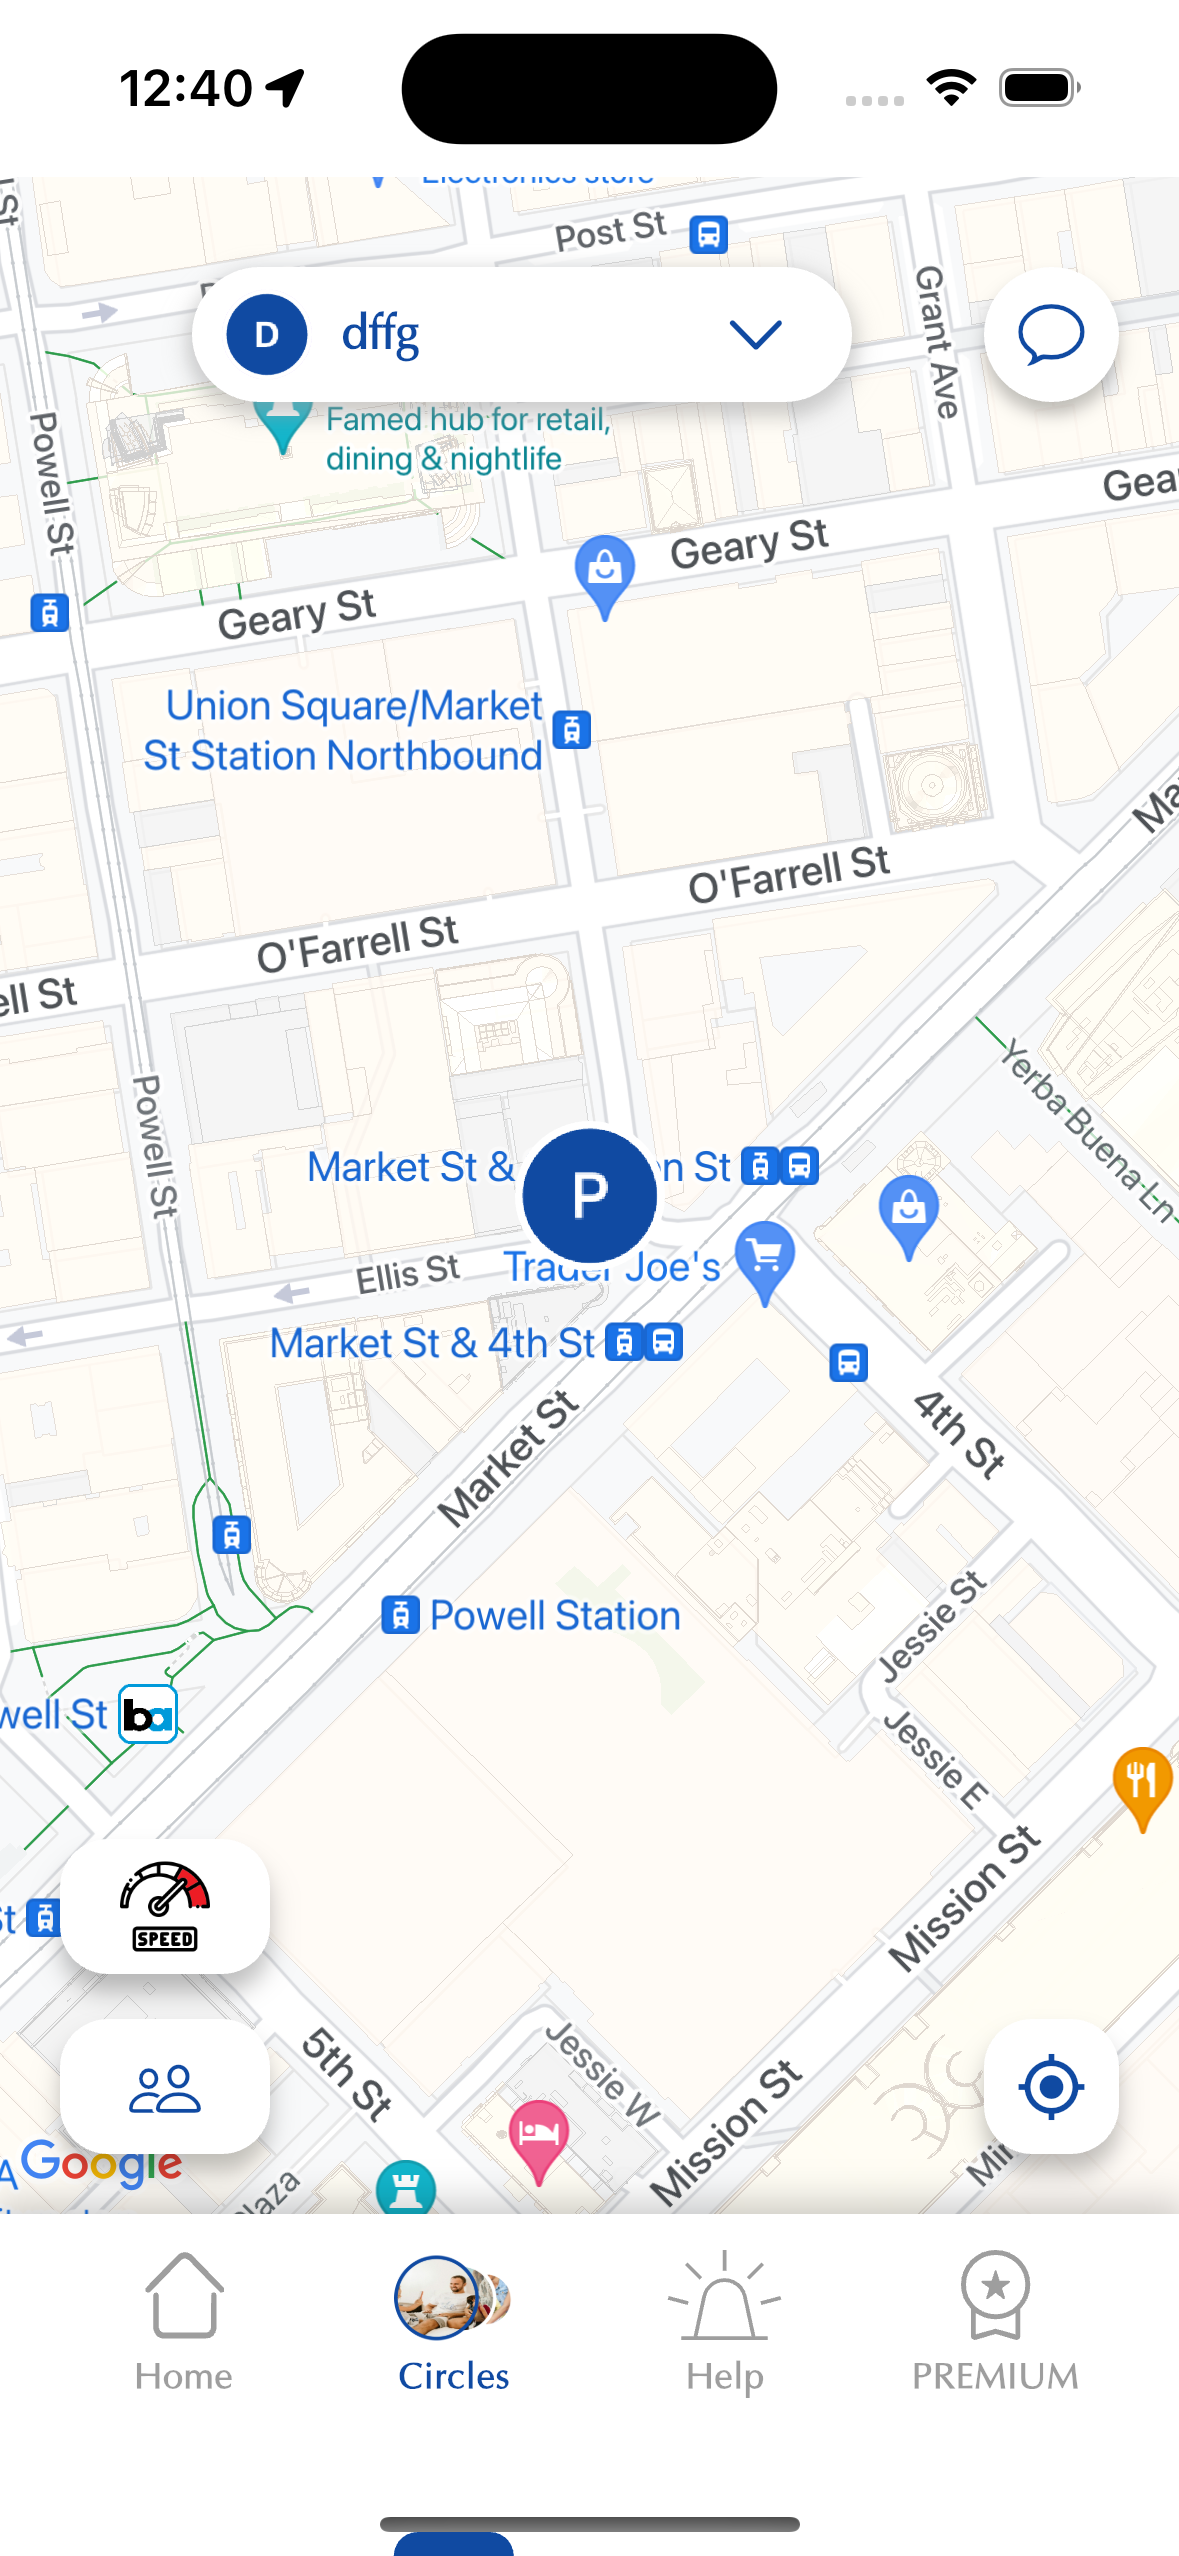 12:40
Electronics store
Post St
D
dffg
Grant Ave
Famed hub for retail,
dining & nightlife
Powell St
Geary St
Geary St
Union Square/Market
St Station Northbound
O'Farrell St
O'Farrell St
Powell St
Yerba Buena Ln
Market St &
P
n St
Ellis St
Trader Joe's
Market St & 4th St
4th St
Market St
Powell Station
Jessie St
well St
ba
Jessie E
Mission St
SPEED
5th St
Jessie W
Mission St
Google
Home
Circles
Help
PREMIUM